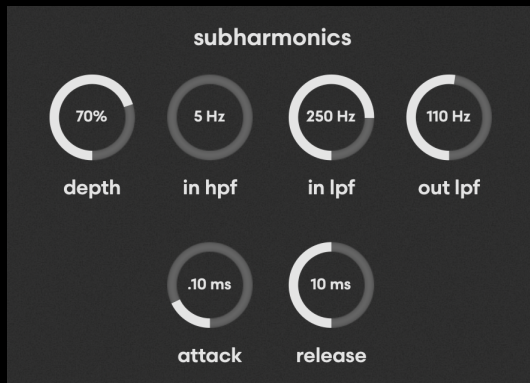 subharmonics
70% 5 Hz 250 Hz 110 Hz
depth in hpf in lpf out lpf
.10 ms 10 ms
attack release